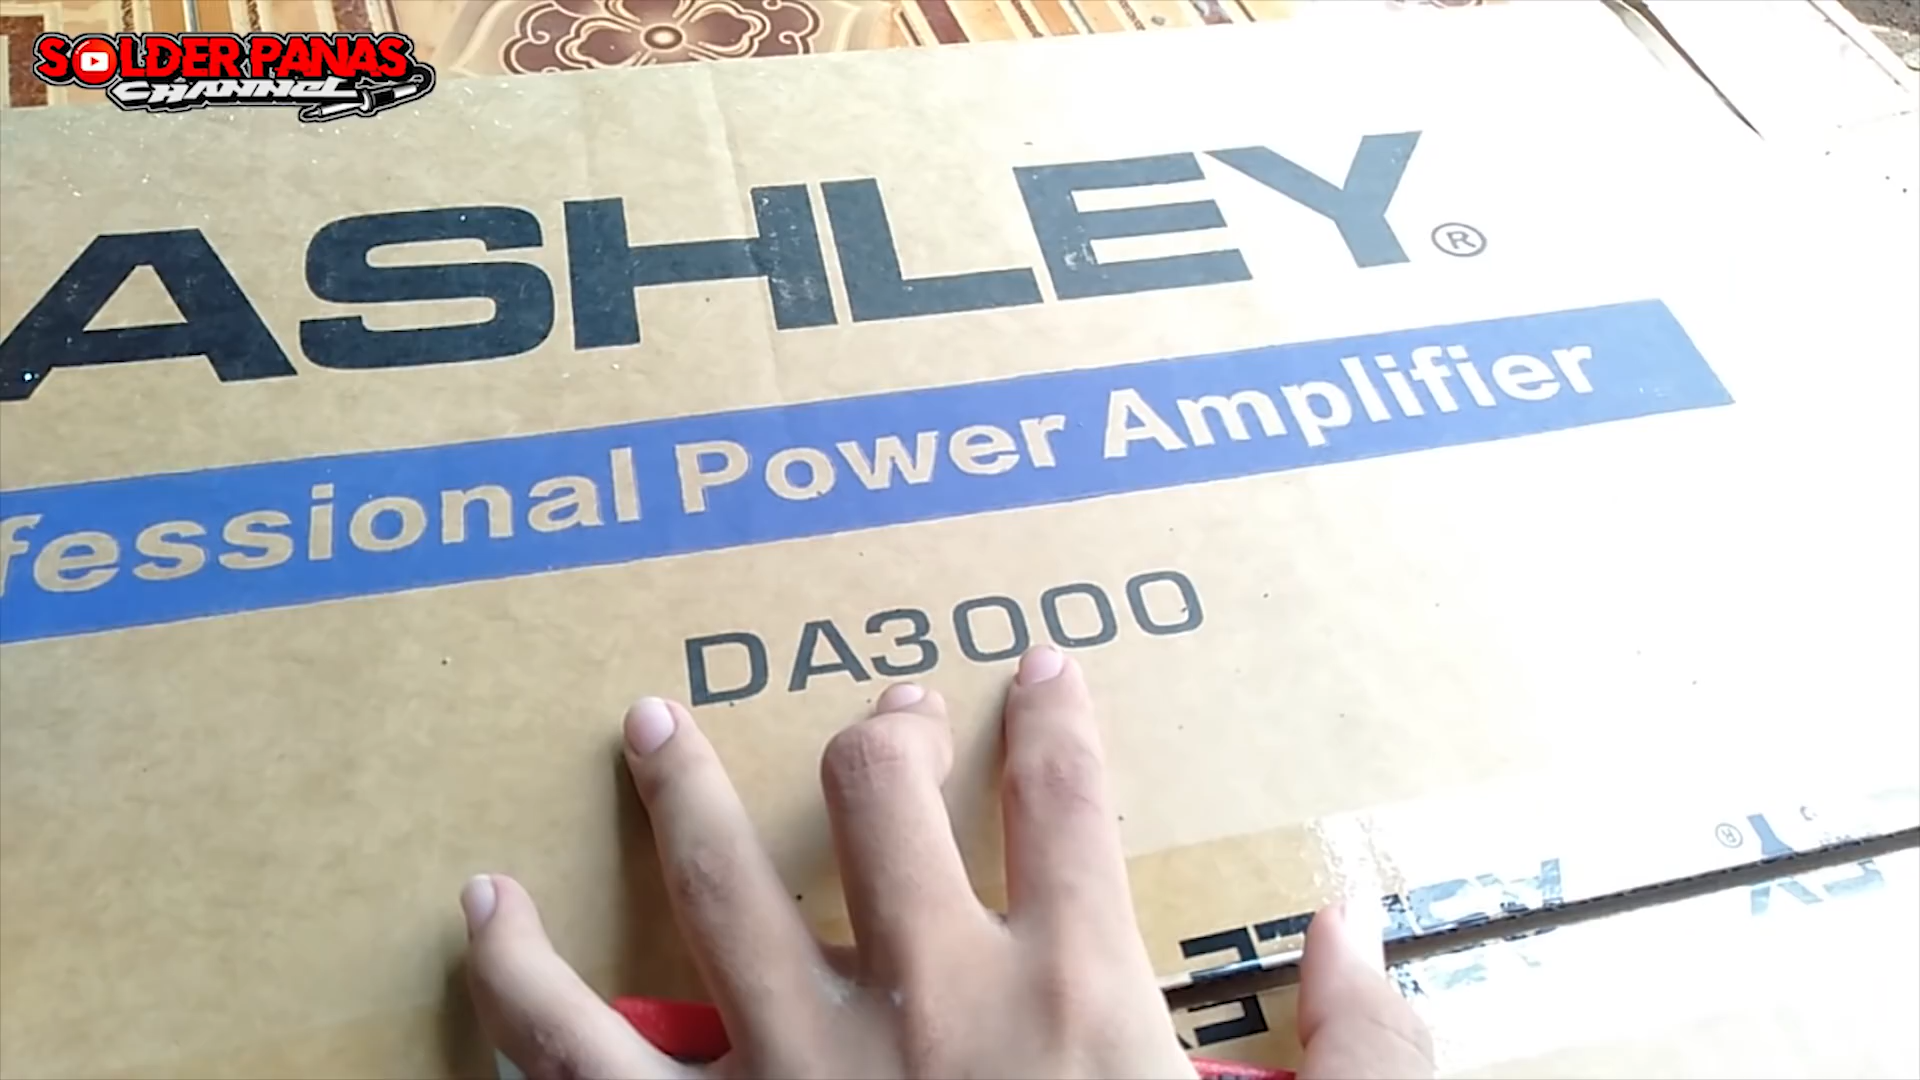 SOLDER PANAS
CHANNEL
ASHLEY®
fessional Power Amplifier
DA3000